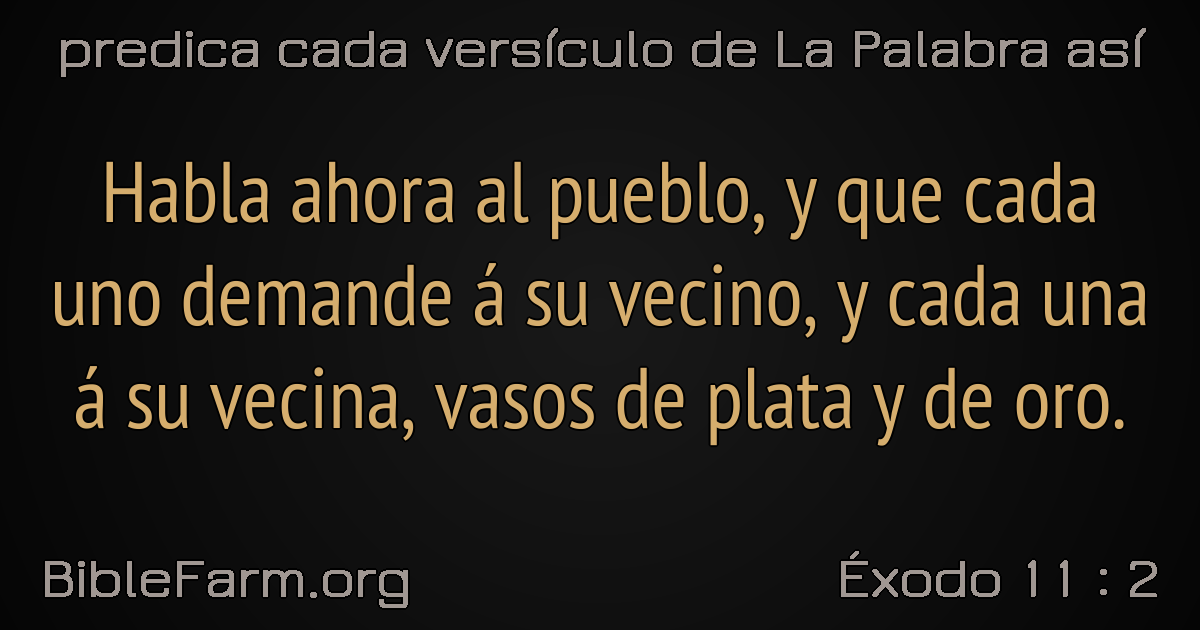 predica cada versículo de La Palabra así
Habla ahora al pueblo, y que cada
uno demande á su vecino, y cada una
á su vecina, vasos de plata y de oro.
BibleFarm.org
Éxodo 11 : 2